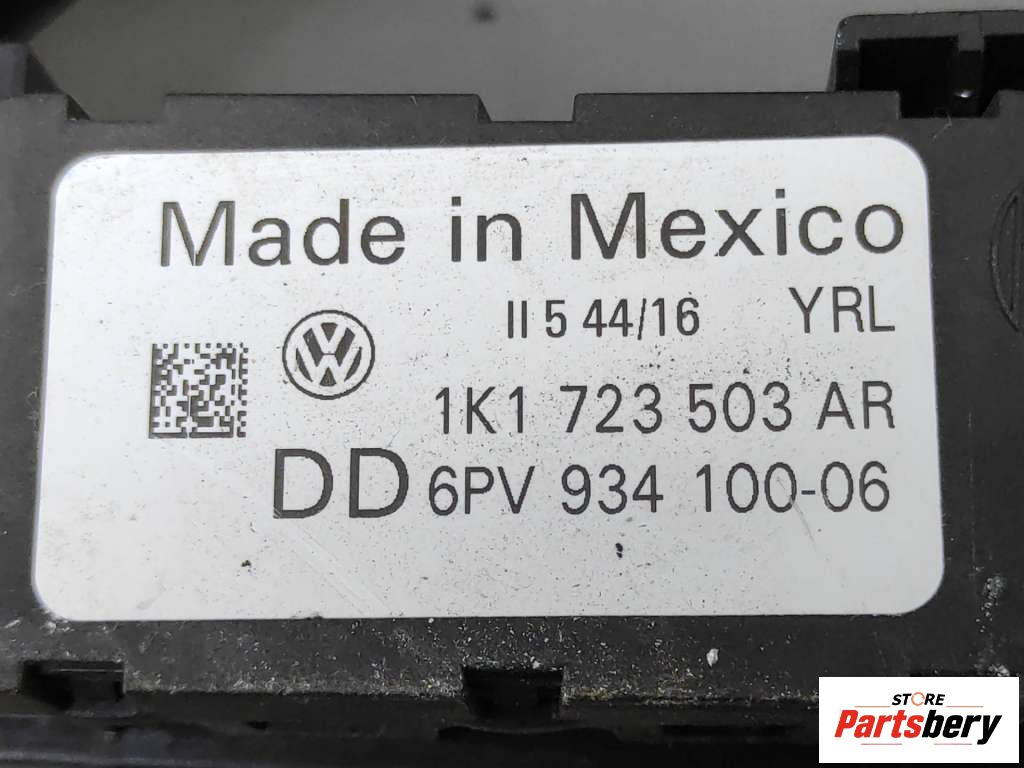 Made in Mexico
II 5 44/16 YRL
1K1 723 503 AR
DD 6PV 934 100-06
STORE
Partsbery